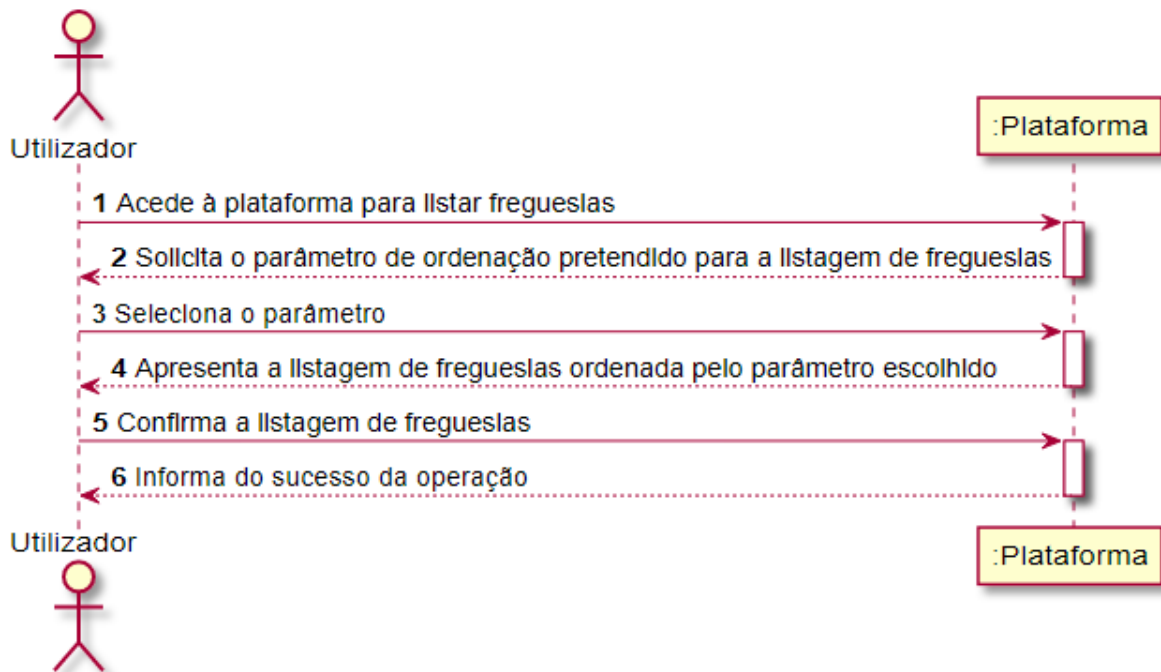 Utilizador
:Plataforma
1 Acede à plataforma para listar freguesias
2 Solicita o parâmetro de ordenação pretendido para a listagem de freguesias
3 Seleciona o parâmetro
4 Apresenta a listagem de freguesias ordenada pelo parâmetro escolhido
5 Confirma a listagem de freguesias
6 Informa do sucesso da operação
Utilizador
:Plataforma